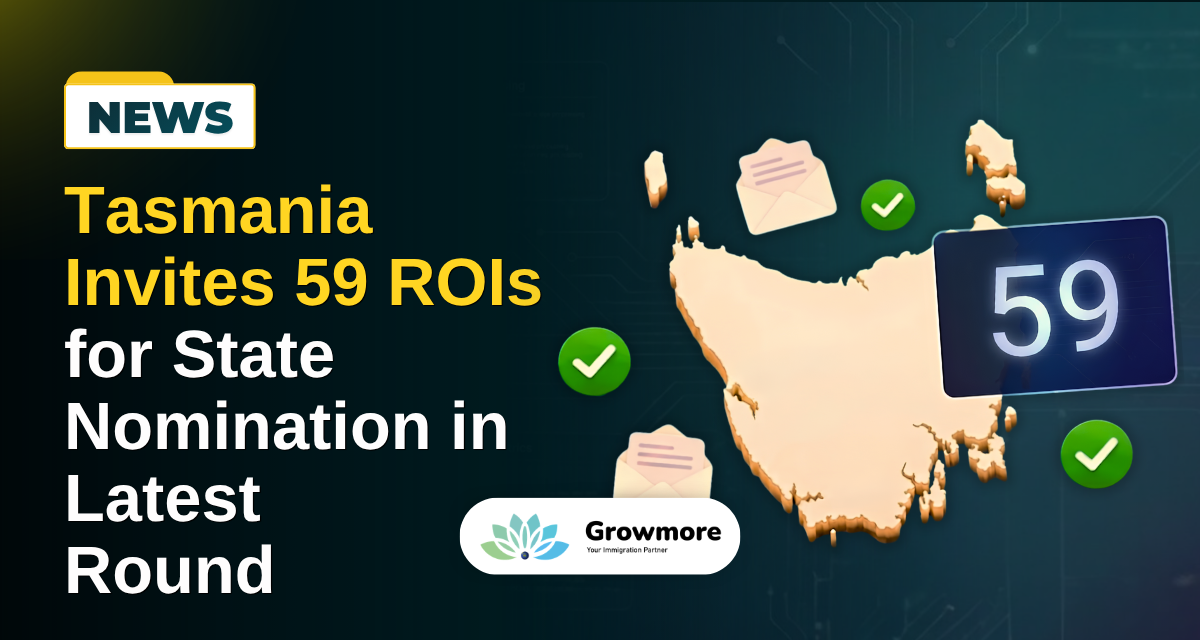 NEWS
Tasmania
Invites 59 ROIs
for State
Nomination in
Latest
Round
59
Growmore
Your Immigration Partner